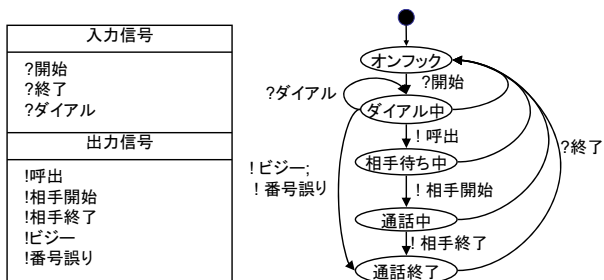 入力信号
?開始
?終了
?ダイアル
出力信号
!呼出
!相手開始
!相手終了
!ビジー
!番号誤り
オンフック
?開始
?ダイアル
ダイアル中
! 呼出
?終了
相手待ち中
! ビジー;
! 番号誤り
! 相手開始
通話中
! 相手終了
通話終了